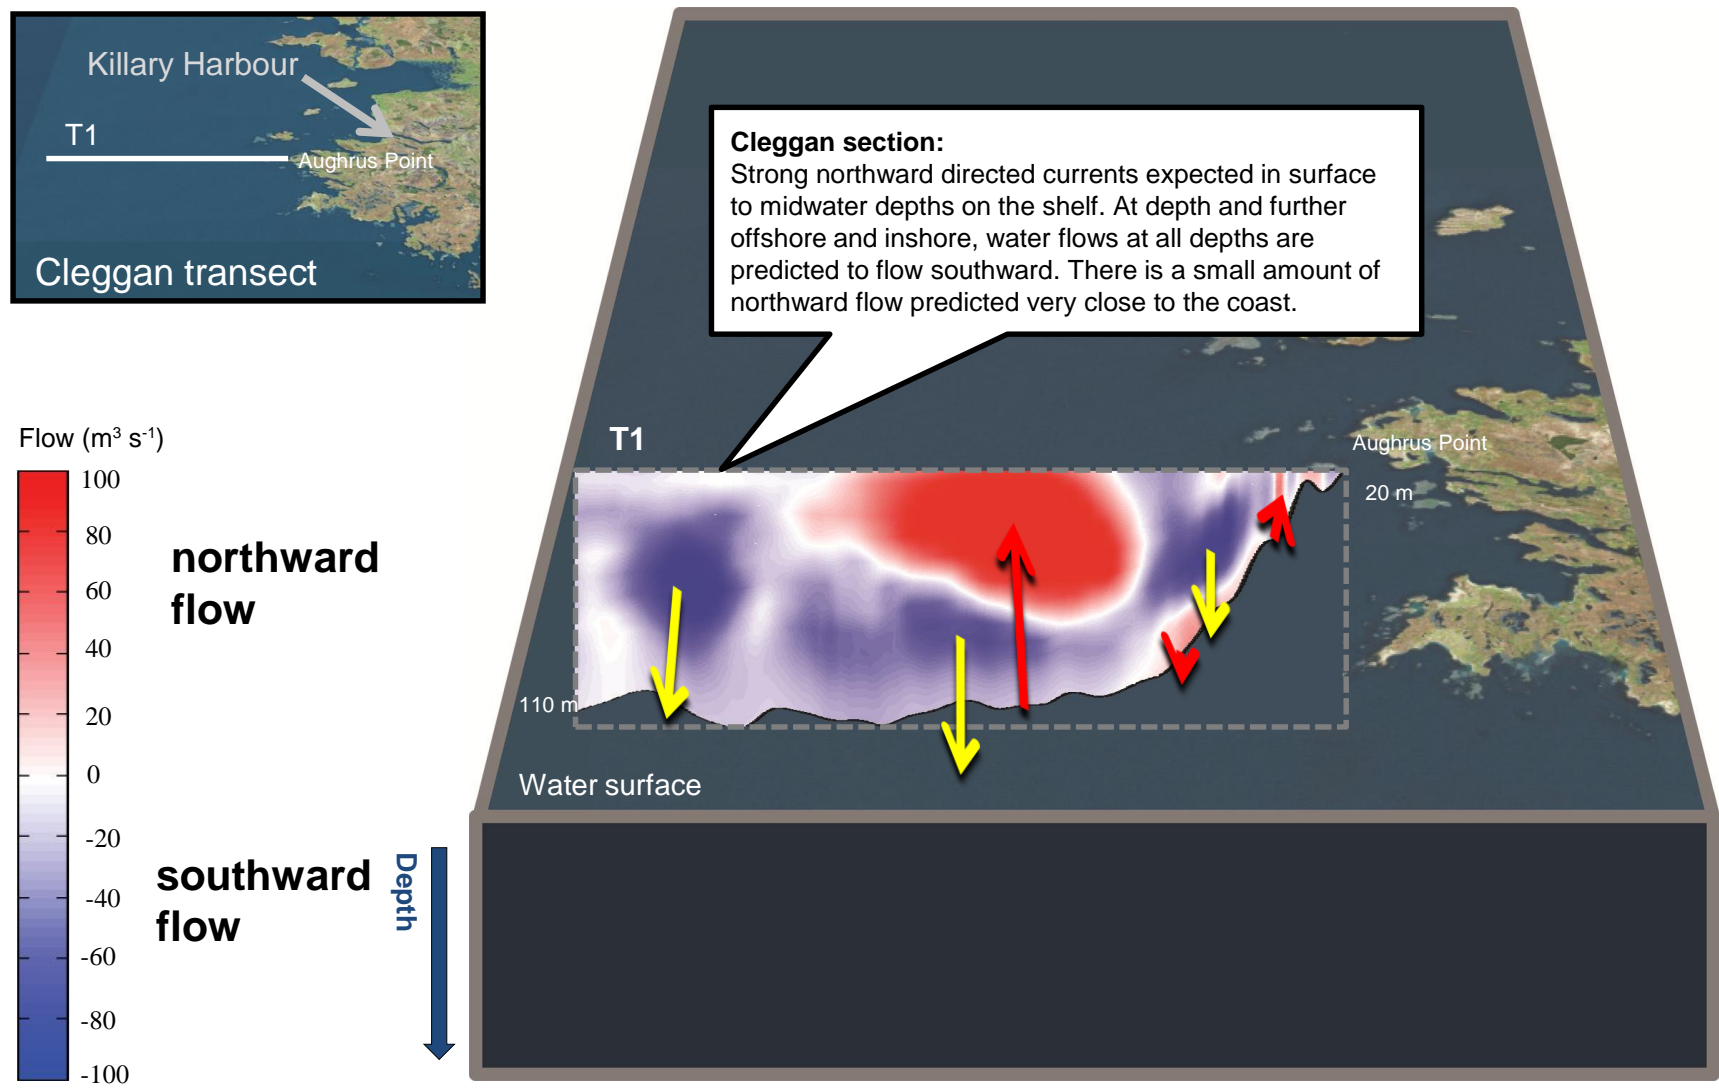 Killary Harbour
T1
Aughrus Point
Cleggan transect
Cleggan section:
Strong northward directed currents expected in surface
to midwater depths on the shelf. At depth and further
offshore and inshore, water flows at all depths are
predicted to flow southward. There is a small amount of
northward flow predicted very close to the coast.
T1
Aughrus Point
20 m
110 m
Water surface
Flow (m³ s⁻¹)
100
80
60
40
20
0
-20
-40
-60
-80
-100
northward
flow
southward
flow
Depth